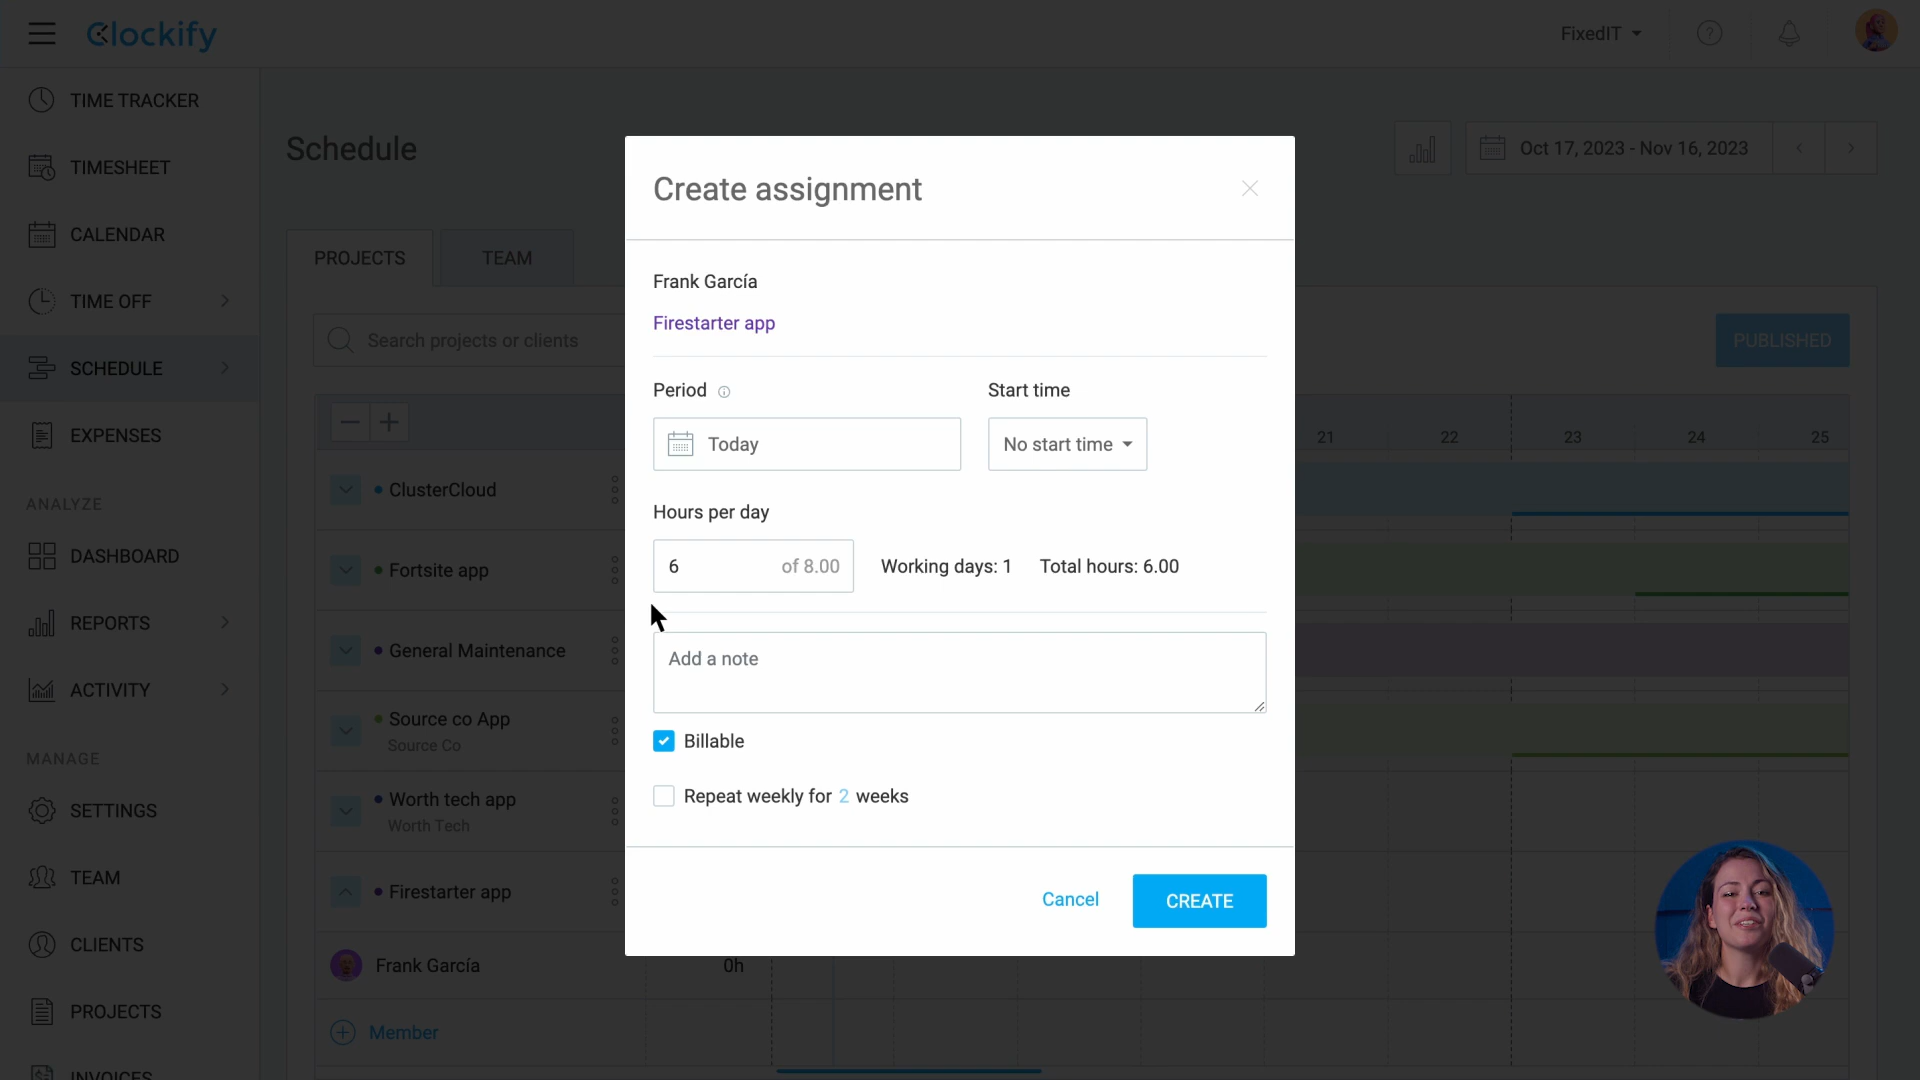 Clockify
FixedIT
TIME TRACKER
TIMESHEET
CALENDAR
TIME OFF
SCHEDULE
EXPENSES
ANALYZE
DASHBOARD
REPORTS
ACTIVITY
MANAGE
SETTINGS
TEAM
CLIENTS
PROJECTS
INVOICES
Schedule
Oct 17, 2023 - Nov 16, 2023
PROJECTS
TEAM
Search projects or clients
PUBLISHED
21 22 23 24 25
ClusterCloud
Fortsite app
General Maintenance
Source co App
Source Co
Worth tech app
Worth Tech
Firestarter app
Frank García 0h
Member
Create assignment
Frank García
Firestarter app
Period
Start time
Today
No start time
Hours per day
6 of 8.00 Working days: 1 Total hours: 6.00
Add a note
Billable
Repeat weekly for 2 weeks
Cancel
CREATE